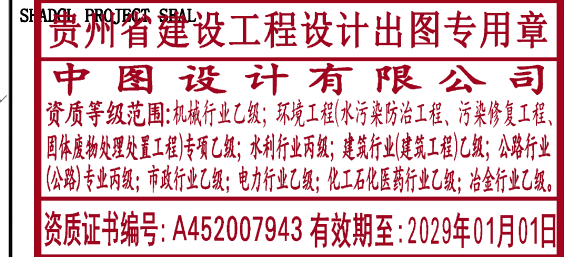 SHADCL PROJECT SEAL
贵州省建设工程设计出图专用章
中图设计有限公司
资质等级范围:机械行业乙级；环境工程(水污染防治工程、污染修复工程、
固体废物处理处置工程)专项乙级；水利行业丙级；建筑行业(建筑工程)乙级；公路行业
(公路)专业丙级；市政行业乙级；电力行业乙级；化工石化医药行业乙级；冶金行业乙级。
资质证书编号: A452007943 有效期至:2029年01月01日